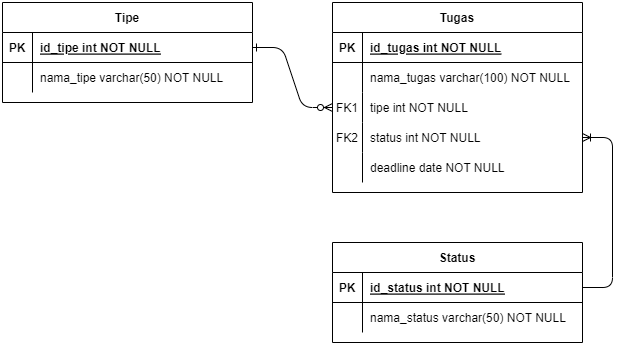 Tipe
PK id_tipe int NOT NULL
nama_tipe varchar(50) NOT NULL
Tugas
PK id_tugas int NOT NULL
nama_tugas varchar(100) NOT NULL
FK1 tipe int NOT NULL
FK2 status int NOT NULL
deadline date NOT NULL
Status
PK id_status int NOT NULL
nama_status varchar(50) NOT NULL